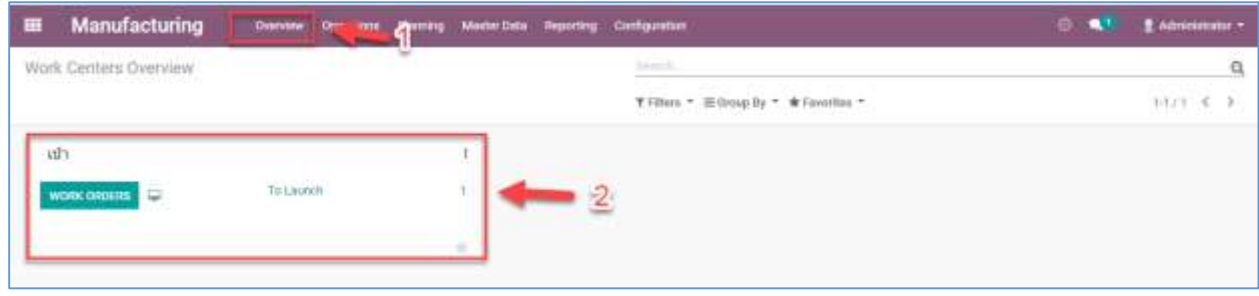 Manufacturing Overview Planning Master Data Reporting Configuration 1 Administrator
1
Work Centers Overview Search...
Filters Group By Favorites 1-1 / 1
เป่า
WORK ORDERS To Launch 1
2